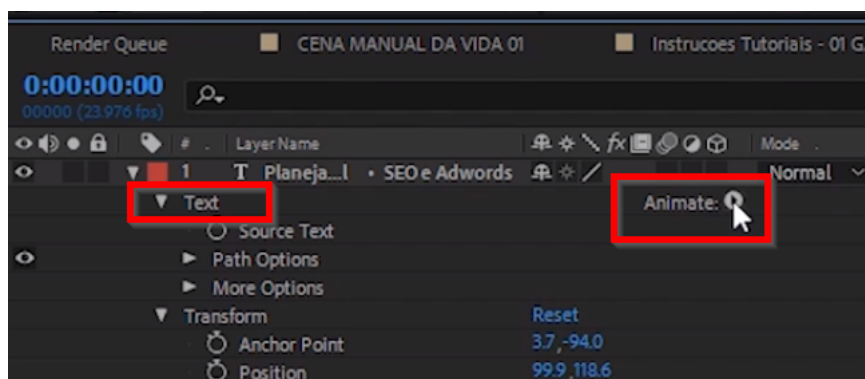 Render Queue CENA MANUAL DA VIDA 01 Instrucoes Tutoriais - 01 G
0:00:00:00
00000 (23.976 fps)
# . Layer Name fx Mode .
1 T Planeja...l • SEO e Adwords Normal
Text Animate:
Source Text
Path Options
More Options
Transform Reset
Anchor Point 3.7,-94.0
Position 99.9,118.6